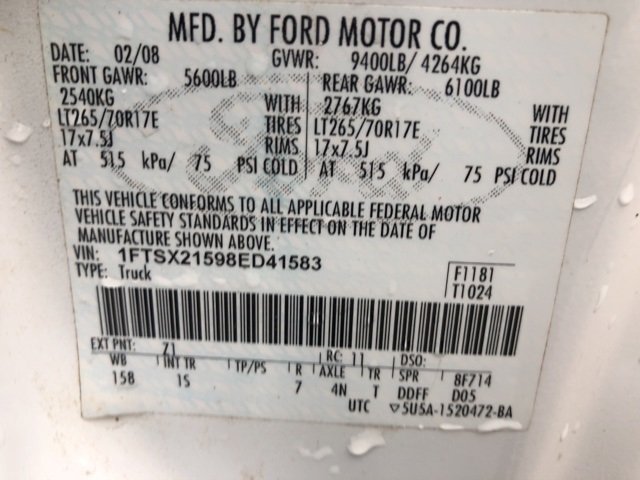 MFD. BY FORD MOTOR CO.
DATE: 02/08 GVWR: 9400LB/ 4264KG
FRONT GAWR: 5600LB REAR GAWR: 6100LB
2540KG WITH 2767KG WITH
LT265/70R17E TIRES LT265/70R17E TIRES
17x7.5J RIMS 17x7.5J RIMS
AT 515 kPa/ 75 PSI COLD AT 515 kPa/ 75 PSI COLD
THIS VEHICLE CONFORMS TO ALL APPLICABLE FEDERAL MOTOR
VEHICLE SAFETY STANDARDS IN EFFECT ON THE DATE OF
MANUFACTURE SHOWN ABOVE.
VIN: 1FTSX21598ED41583
TYPE: Truck
F1181
T1024
EXT PNT: Z1 RC: 11 DSO:
WB INT TR TP/PS R AXLE TR SPR 8F714
158 15 7 4N T DDFF D05
UTC ▽5U5A-1520472-BA